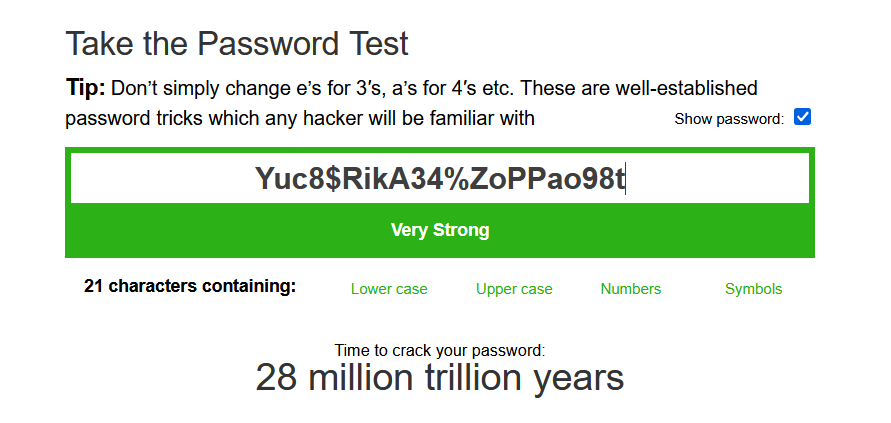 Take the Password Test
Tip: Don’t simply change e’s for 3′s, a’s for 4′s etc. These are well-established
password tricks which any hacker will be familiar with
Show password:
Yuc8$RikA34%ZoPPao98t
Very Strong
21 characters containing:
Lower case
Upper case
Numbers
Symbols
Time to crack your password:
28 million trillion years